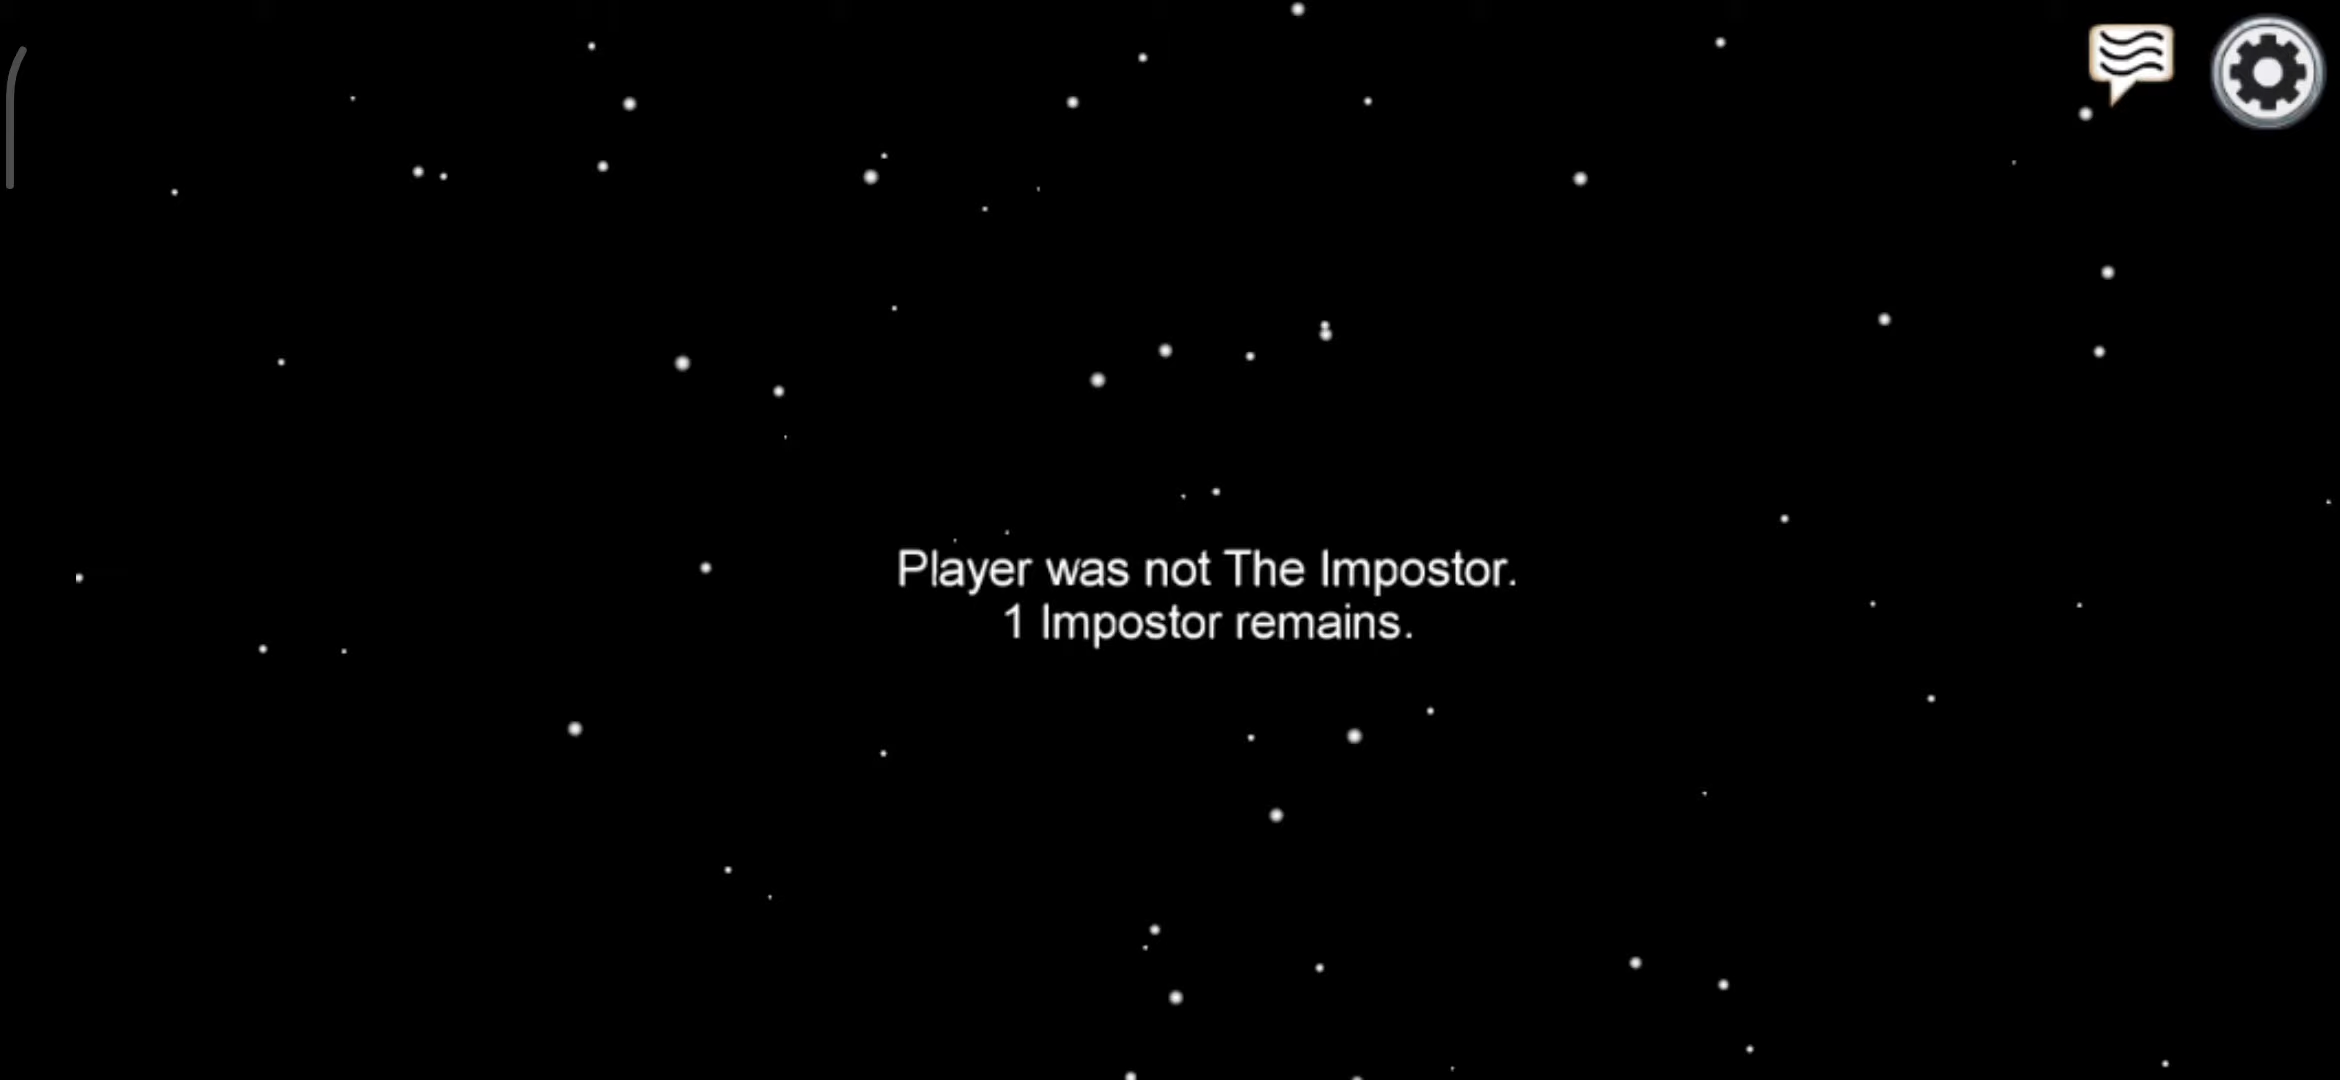 Player was not The Impostor.
1 Impostor remains.